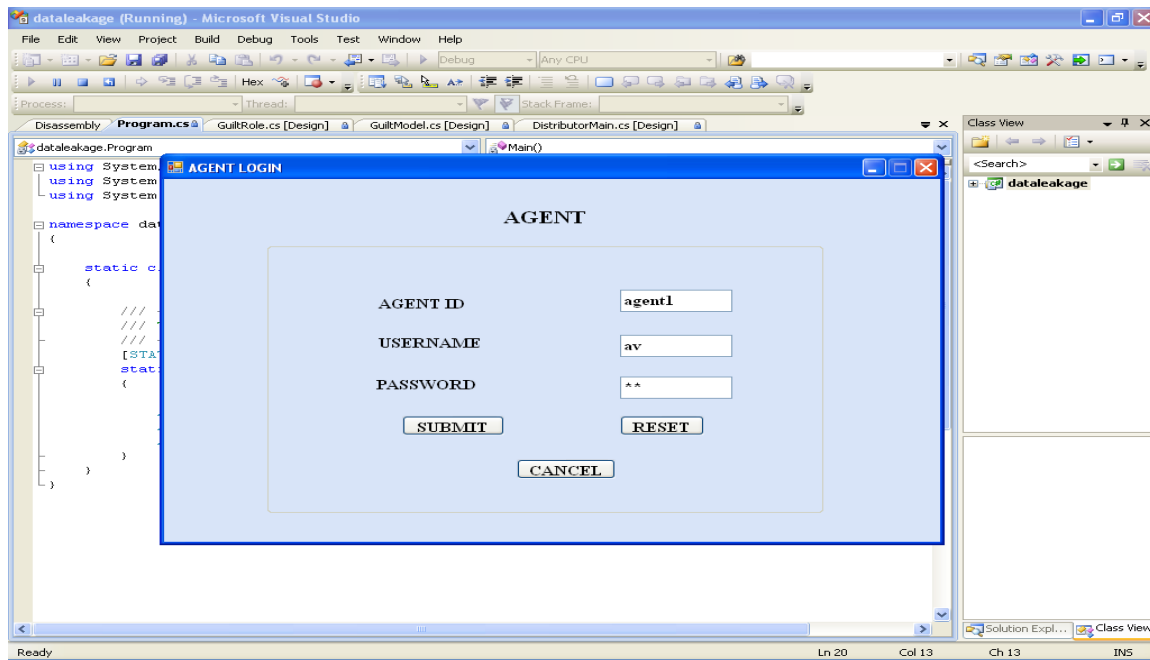 dataleakage (Running) - Microsoft Visual Studio
File Edit View Project Build Debug Tools Test Window Help
Debug Any CPU
Hex
Process: Thread: Stack Frame:
Disassembly Program.cs GuiltRole.cs [Design] GuiltModel.cs [Design] DistributorMain.cs [Design]
dataleakage.Program Main()
using System
using System
using System
namespace da
{
static c
{
///
///
///
[STA
stat
{
}
}
}
AGENT LOGIN
AGENT
AGENT ID agent1
USERNAME av
PASSWORD **
SUBMIT RESET
CANCEL
Class View
<Search>
dataleakage
Solution Expl... Class View
Ready Ln 20 Col 13 Ch 13 INS